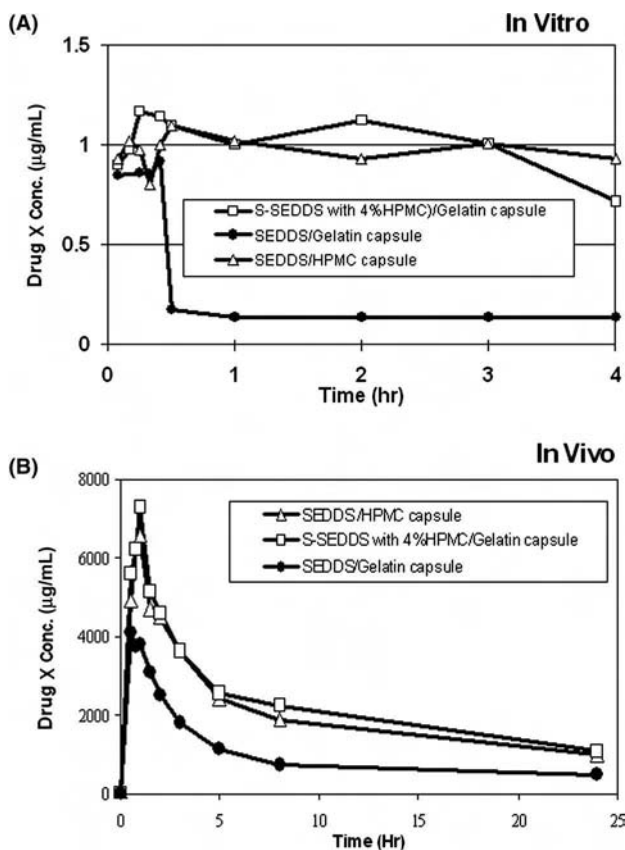 (A)
In Vitro
1.5
1
0.5
0
Drug X Conc. (µg/mL)
S-SEDDS with 4%HPMC)/Gelatin capsule
SEDDS/Gelatin capsule
SEDDS/HPMC capsule
0 1 2 3 4
Time (hr)
(B)
In Vivo
8000
6000
4000
2000
0
Drug X Conc. (µg/mL)
SEDDS/HPMC capsule
S-SEDDS with 4%HPMC/Gelatin capsule
SEDDS/Gelatin capsule
0 5 10 15 20 25
Time (Hr)